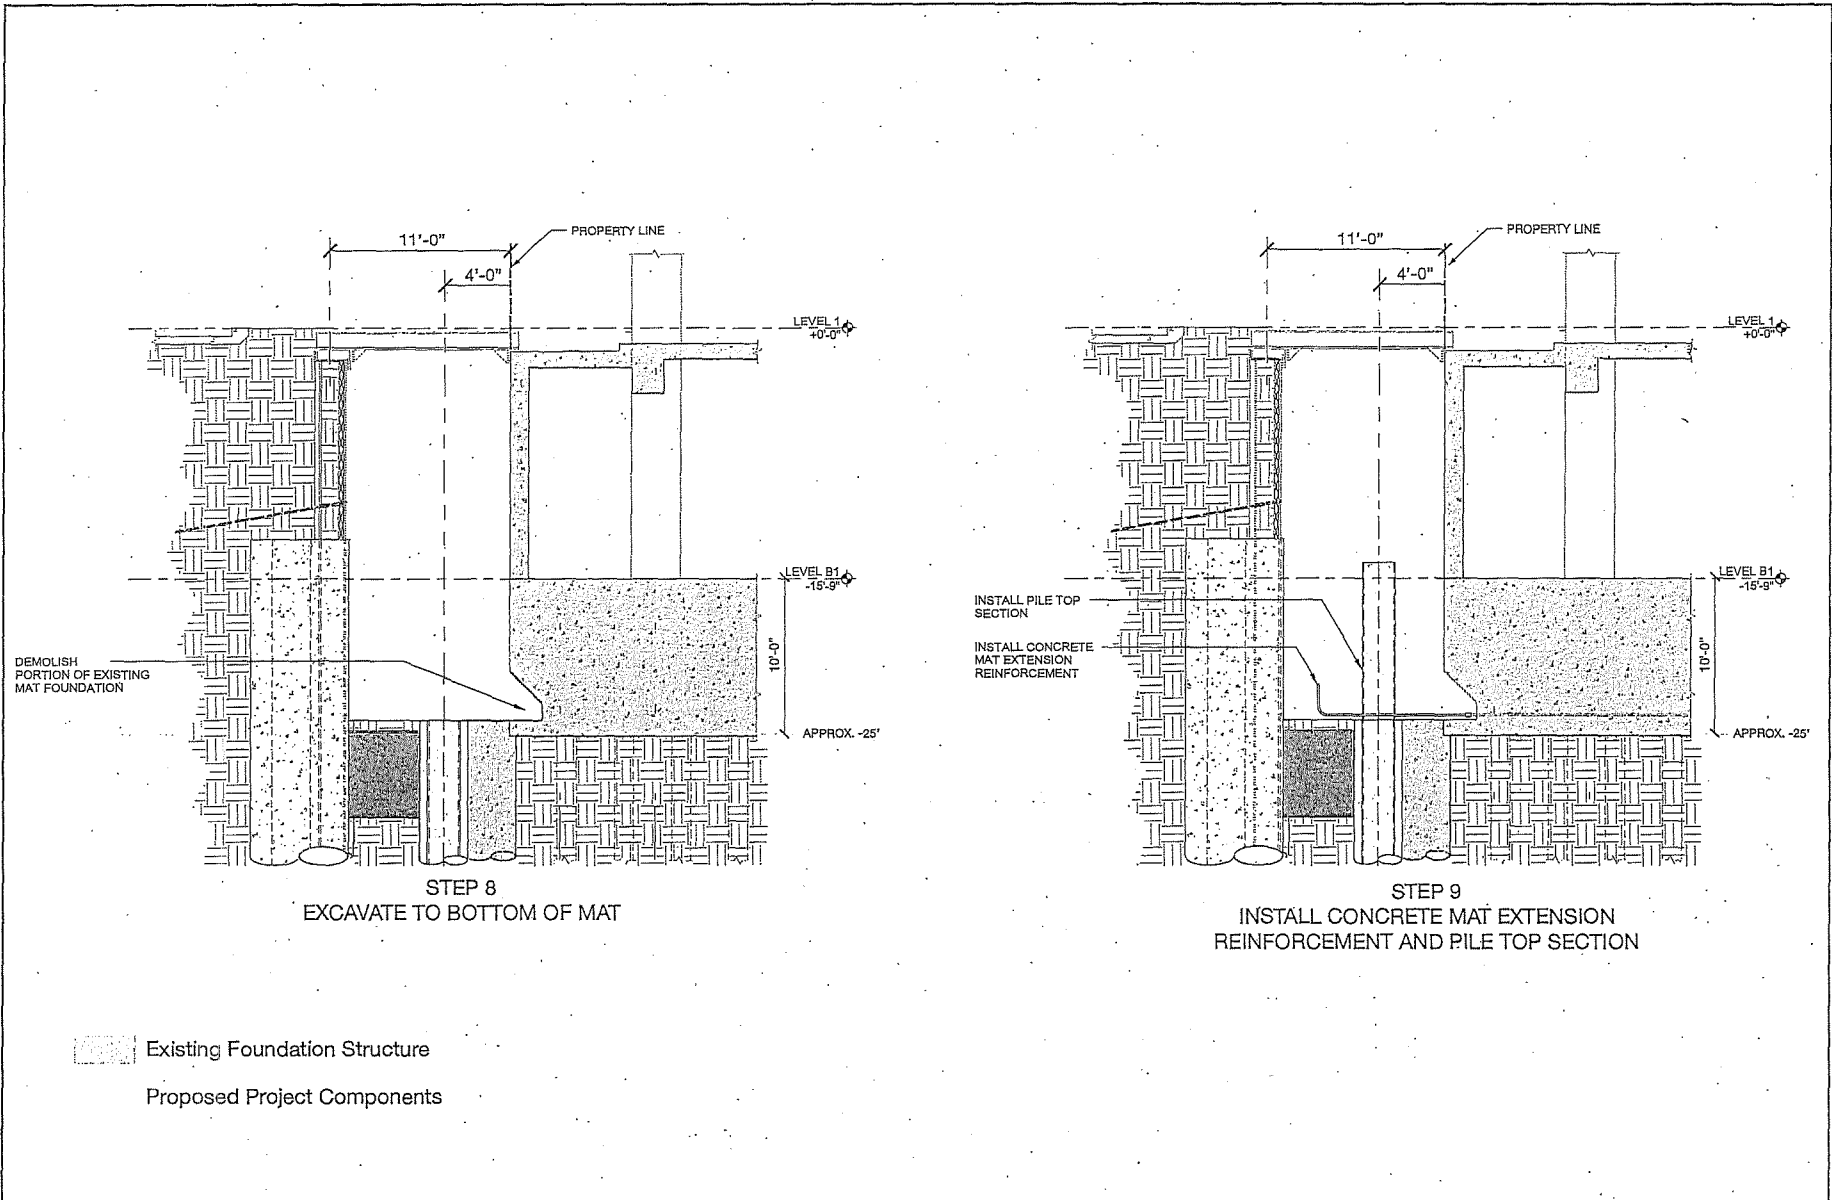 11'-0"
PROPERTY LINE
4'-0"
LEVEL 1
+0'-0"
LEVEL B1
-15'-9"
DEMOLISH
PORTION OF EXISTING
MAT FOUNDATION
10'-0"
APPROX. -25'
STEP 8
EXCAVATE TO BOTTOM OF MAT
11'-0"
PROPERTY LINE
4'-0"
LEVEL 1
+0'-0"
LEVEL B1
-15'-9"
INSTALL PILE TOP
SECTION
INSTALL CONCRETE
MAT EXTENSION
REINFORCEMENT
10'-0"
APPROX. -25'
STEP 9
INSTALL CONCRETE MAT EXTENSION
REINFORCEMENT AND PILE TOP SECTION
Existing Foundation Structure
Proposed Project Components